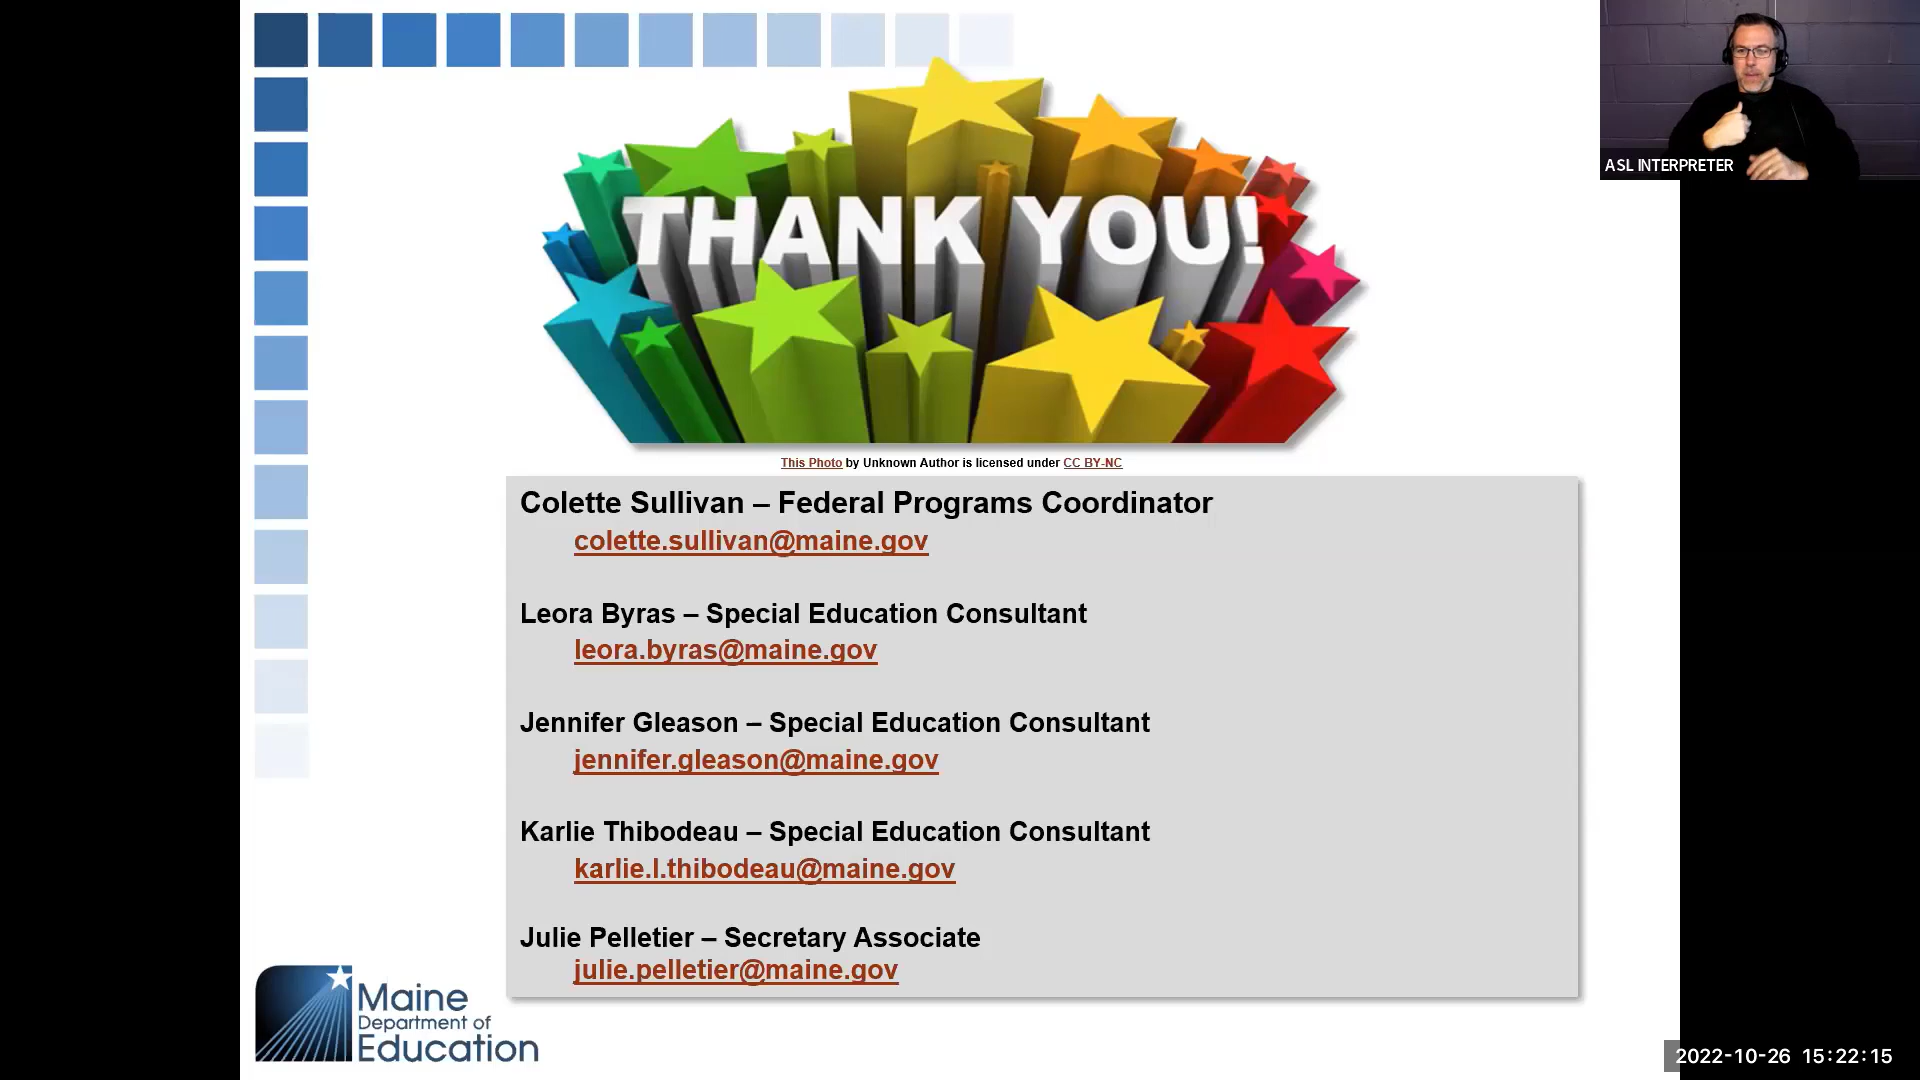 ASL INTERPRETER
THANK YOU!
This Photo by Unknown Author is licensed under CC BY-NC
Colette Sullivan – Federal Programs Coordinator
colette.sullivan@maine.gov
Leora Byras – Special Education Consultant
leora.byras@maine.gov
Jennifer Gleason – Special Education Consultant
jennifer.gleason@maine.gov
Karlie Thibodeau – Special Education Consultant
karlie.l.thibodeau@maine.gov
Julie Pelletier – Secretary Associate
julie.pelletier@maine.gov
Maine
Department of
Education
2022-10-26 15:22:15